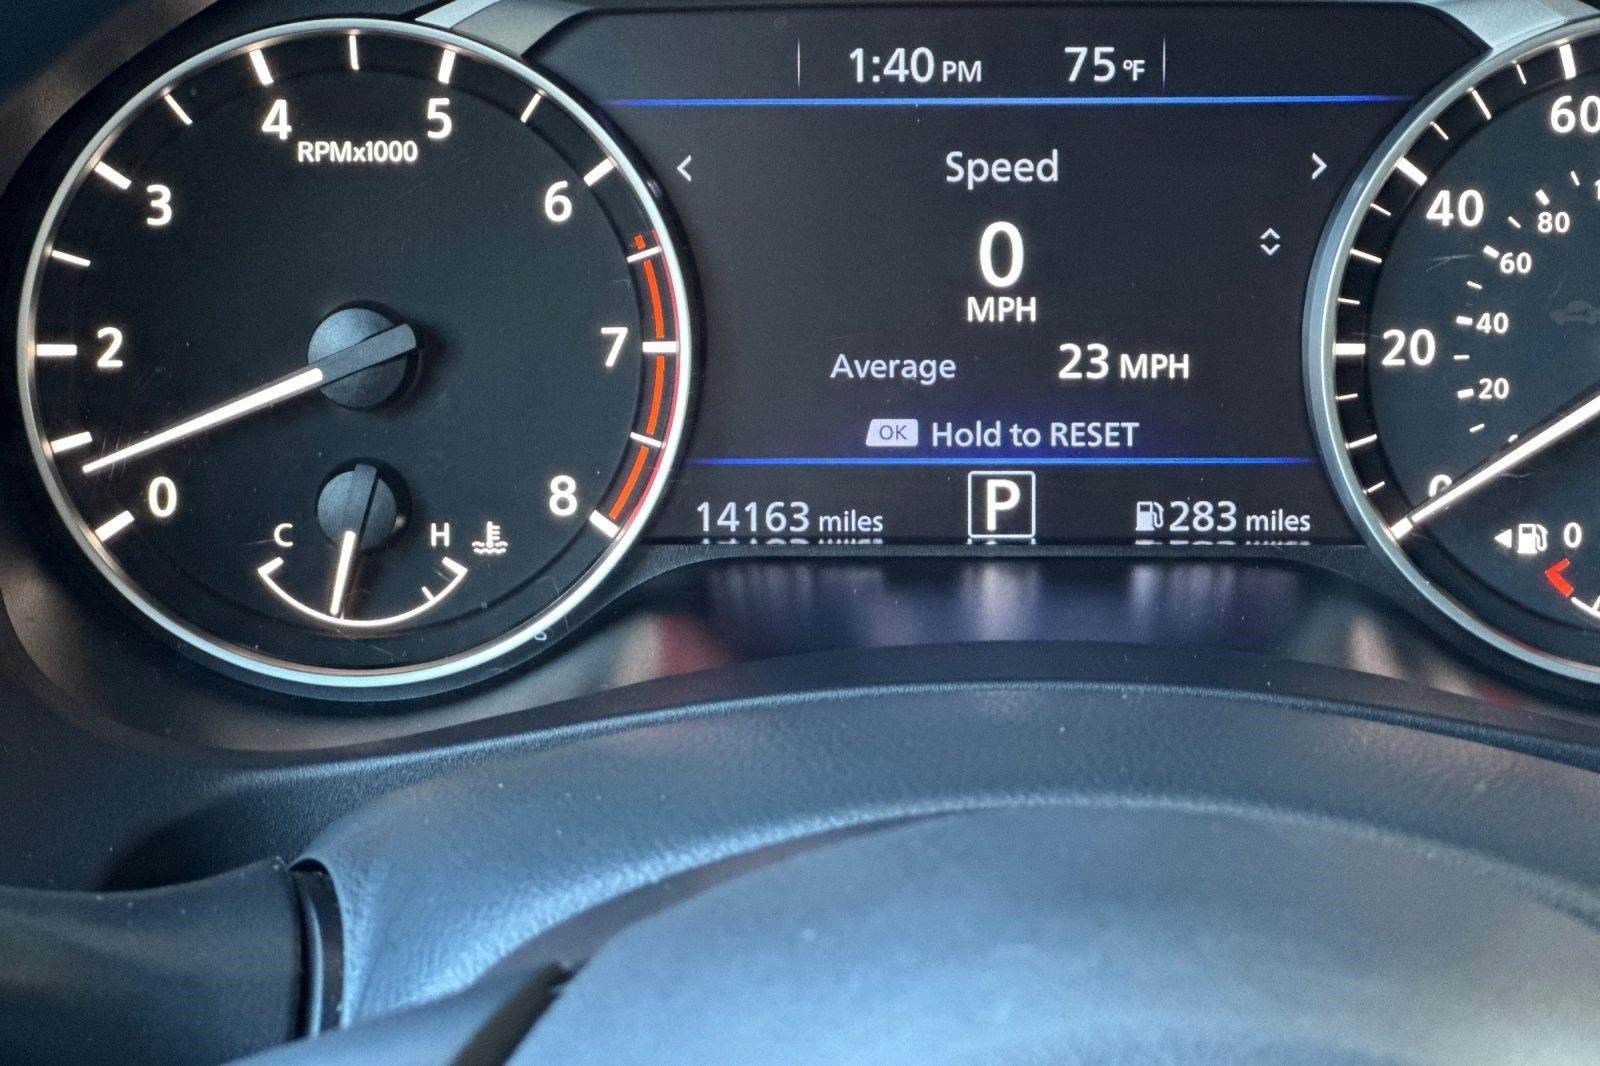 1:40 PM 75 °F
Speed
0
MPH
Average 23 MPH
OK Hold to RESET
14163 miles P 283 miles
4 5
RPMx1000
3 6
2 7
0 8
C H
60
40
80
60
40
20
20
0
0